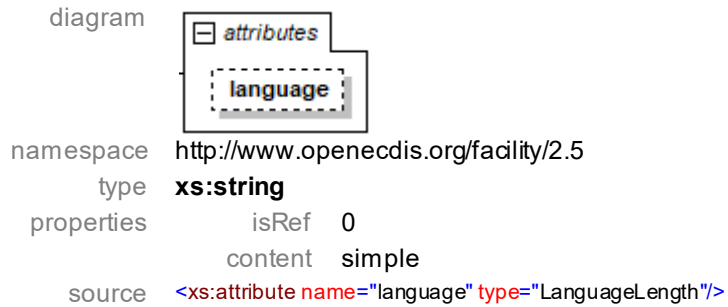 diagram
attributes
language
namespace http://www.openecdis.org/facility/2.5
type xs:string
properties isRef 0
content simple
source <xs:attribute name="language" type="LanguageLength"/>